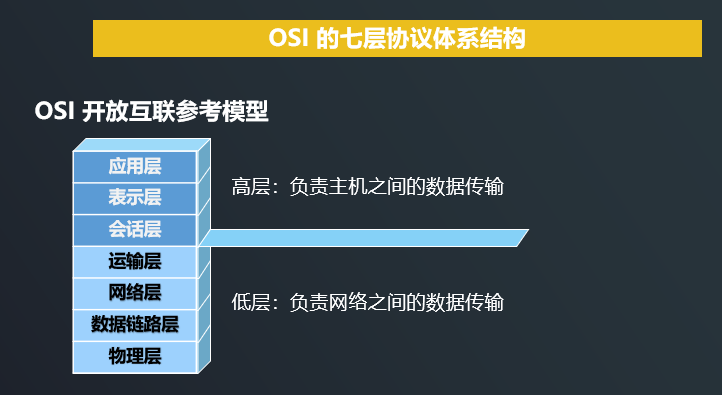 OSI 的七层协议体系结构
OSI 开放互联参考模型
应用层
表示层
会话层
运输层
网络层
数据链路层
物理层
高层：负责主机之间的数据传输
低层：负责网络之间的数据传输